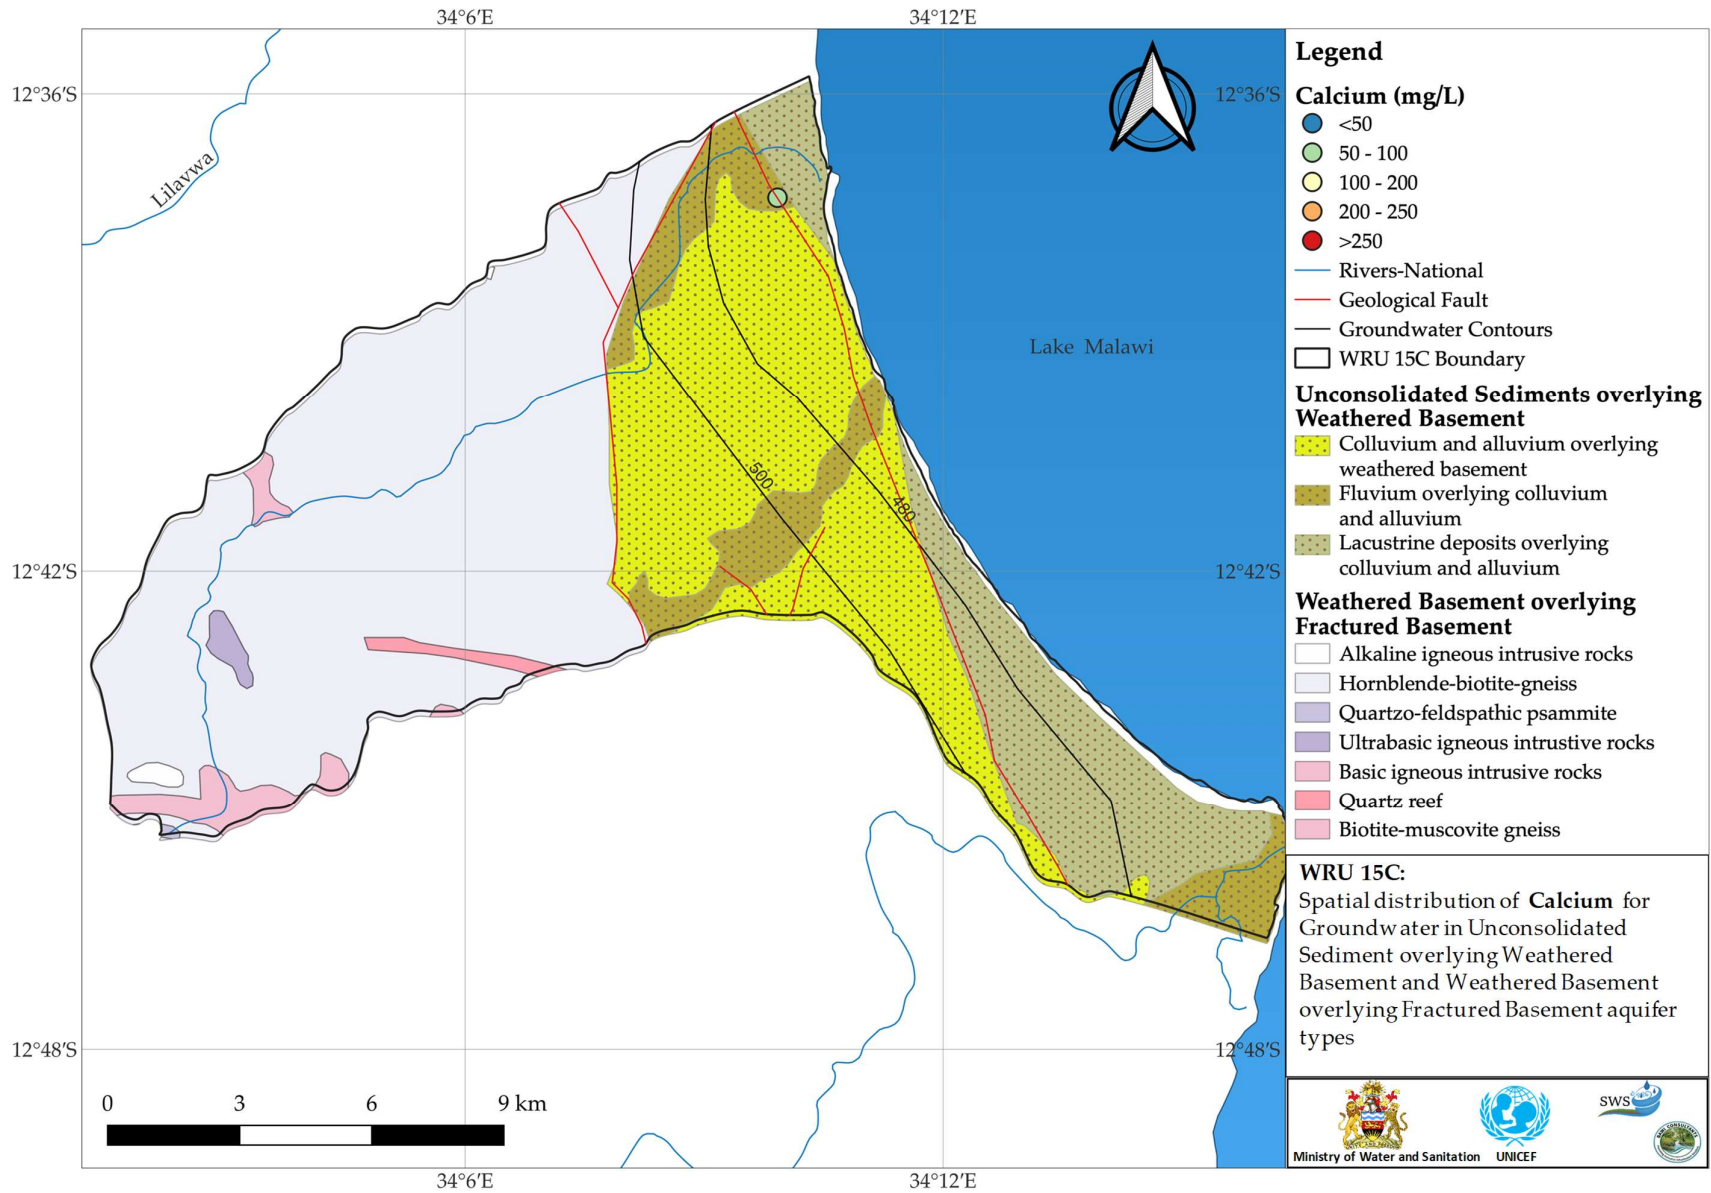 34°6′E
34°12′E
12°36′S
12°36′S
Lilavwa
Lake Malawi
500
480
12°42′S
12°42′S
12°48′S
12°48′S
0 3 6 9 km
34°6′E
34°12′E
Legend
Calcium (mg/L)
<50
50 - 100
100 - 200
200 - 250
>250
Rivers-National
Geological Fault
Groundwater Contours
WRU 15C Boundary
Unconsolidated Sediments overlying
Weathered Basement
Colluvium and alluvium overlying
weathered basement
Fluvium overlying colluvium
and alluvium
Lacustrine deposits overlying
colluvium and alluvium
Weathered Basement overlying
Fractured Basement
Alkaline igneous intrusive rocks
Hornblende-biotite-gneiss
Quartzo-feldspathic psammite
Ultrabasic igneous intrustive rocks
Basic igneous intrusive rocks
Quartz reef
Biotite-muscovite gneiss
WRU 15C:
Spatial distribution of Calcium for
Groundwater in Unconsolidated
Sediment overlying Weathered
Basement and Weathered Basement
overlying Fractured Basement aquifer
types
SWS
Ministry of Water and Sanitation
UNICEF